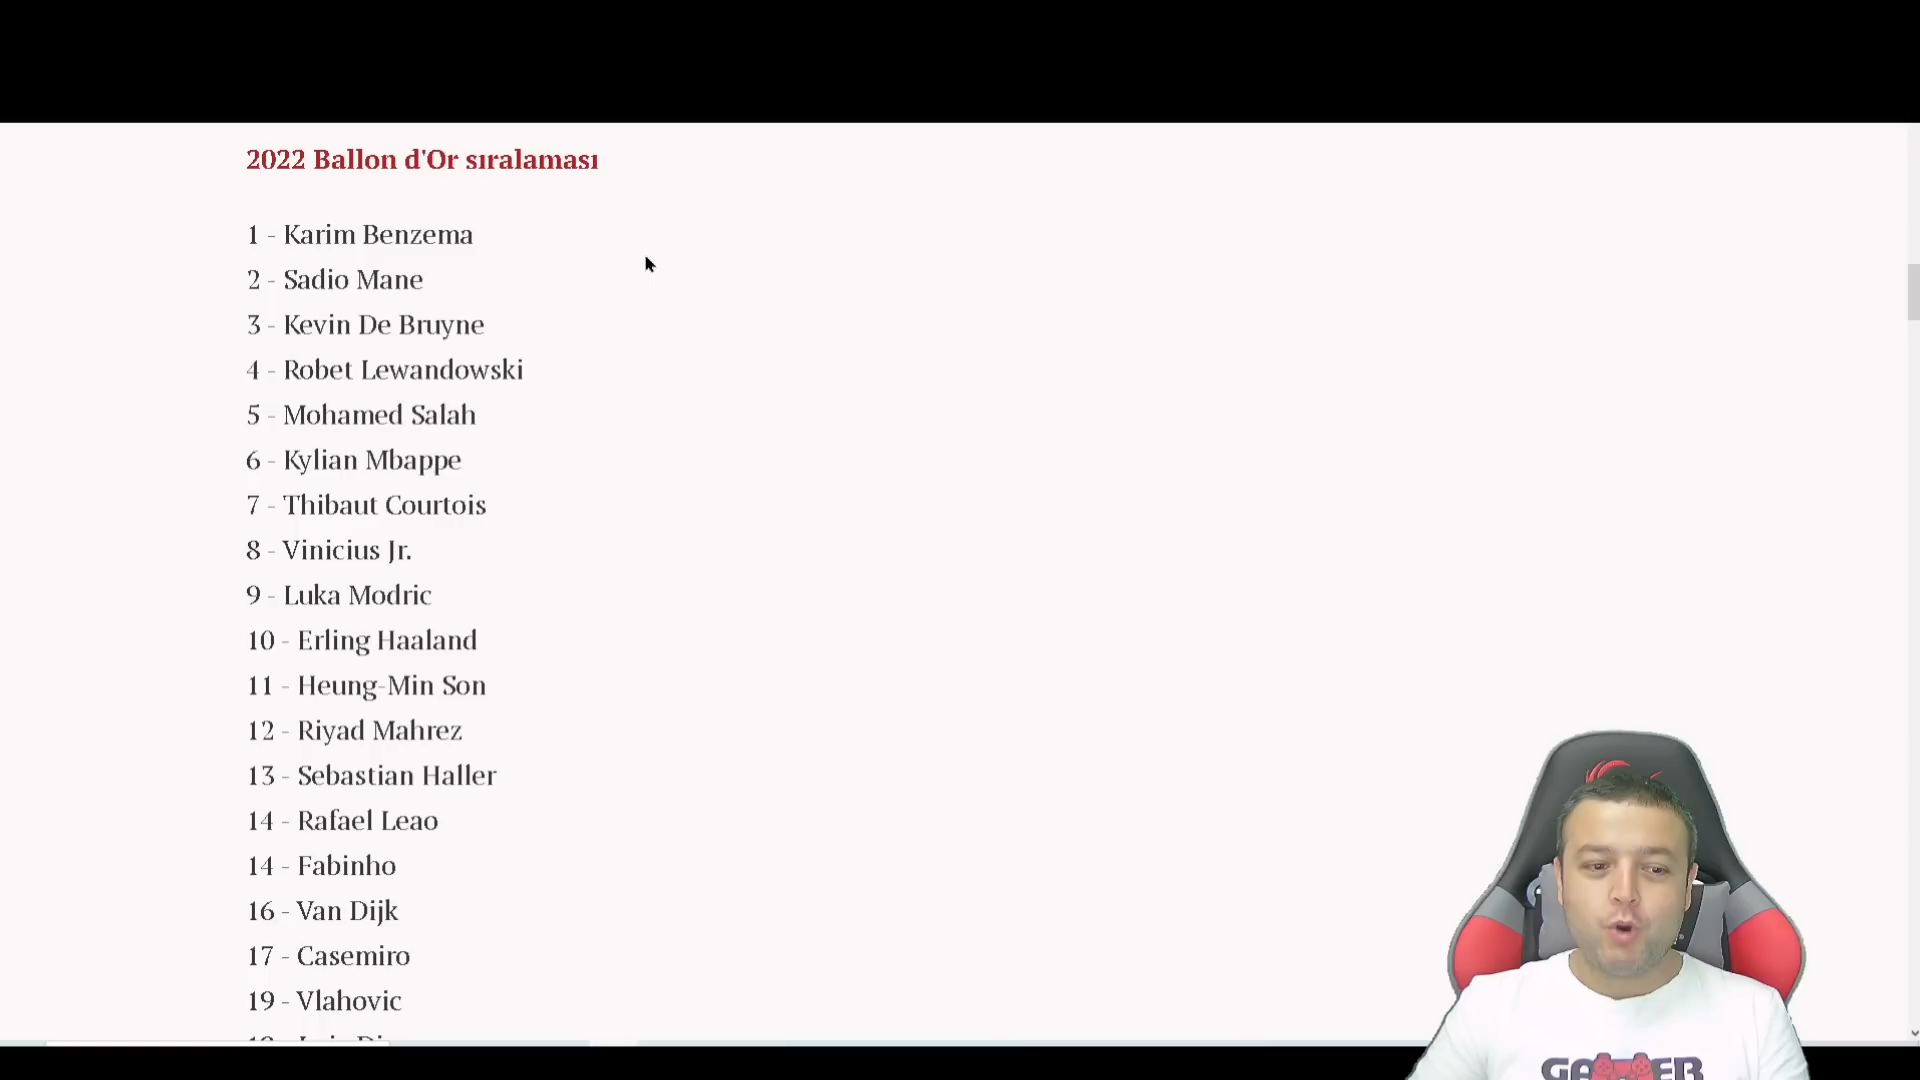 2022 Ballon d'Or sıralaması
1 - Karim Benzema
2 - Sadio Mane
3 - Kevin De Bruyne
4 - Robet Lewandowski
5 - Mohamed Salah
6 - Kylian Mbappe
7 - Thibaut Courtois
8 - Vinicius Jr.
9 - Luka Modric
10 - Erling Haaland
11 - Heung-Min Son
12 - Riyad Mahrez
13 - Sebastian Haller
14 - Rafael Leao
14 - Fabinho
16 - Van Dijk
17 - Casemiro
19 - Vlahovic